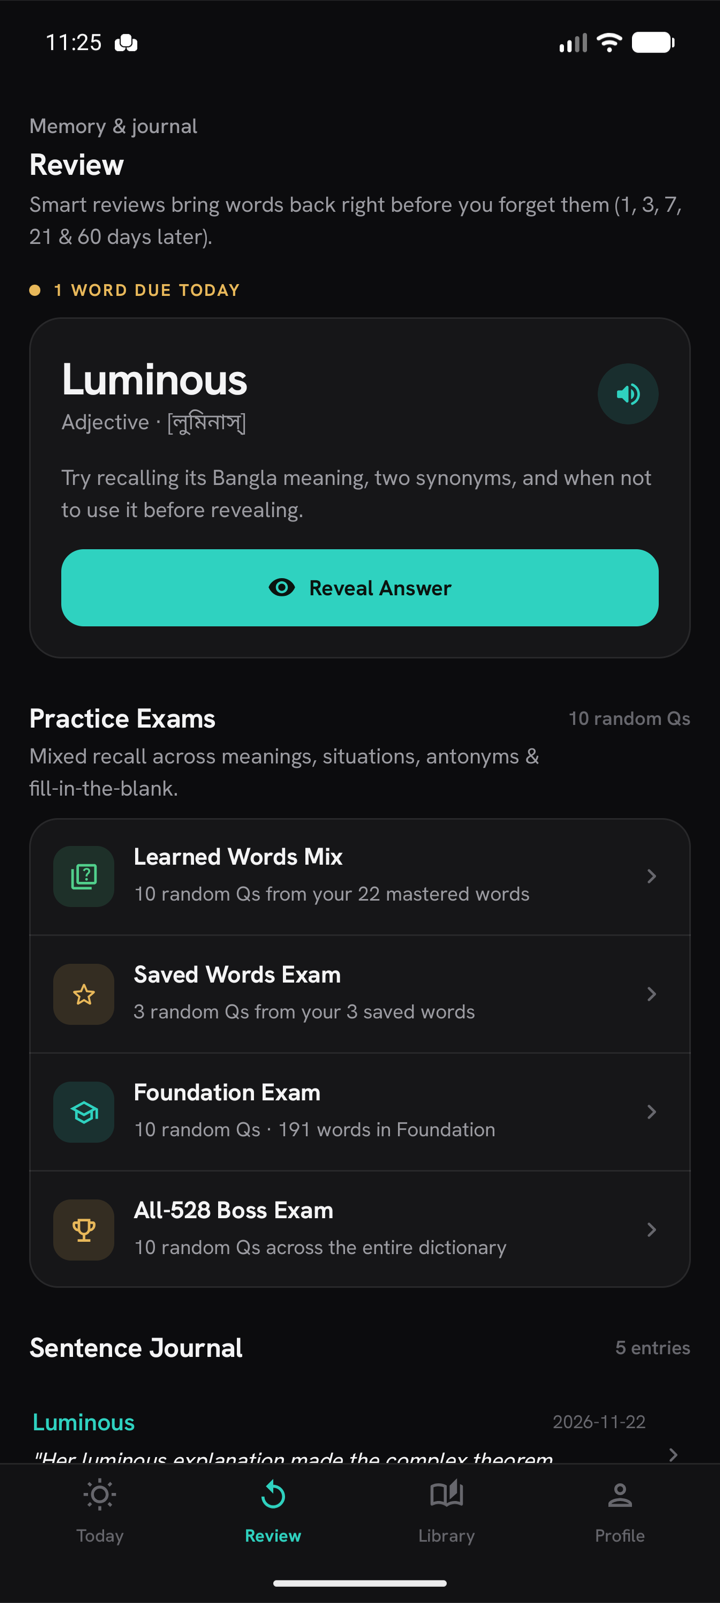 11:25
Memory & journal
Review
Smart reviews bring words back right before you forget them (1, 3, 7,
21 & 60 days later).
1 WORD DUE TODAY
Luminous
Adjective · [লুমিনাস্]
Try recalling its Bangla meaning, two synonyms, and when not
to use it before revealing.
Reveal Answer
Practice Exams
10 random Qs
Mixed recall across meanings, situations, antonyms &
fill-in-the-blank.
Learned Words Mix
10 random Qs from your 22 mastered words
Saved Words Exam
3 random Qs from your 3 saved words
Foundation Exam
10 random Qs · 191 words in Foundation
All-528 Boss Exam
10 random Qs across the entire dictionary
Sentence Journal
5 entries
Luminous
2026-11-22
"Her luminous explanation made the complex theorem
Today
Review
Library
Profile